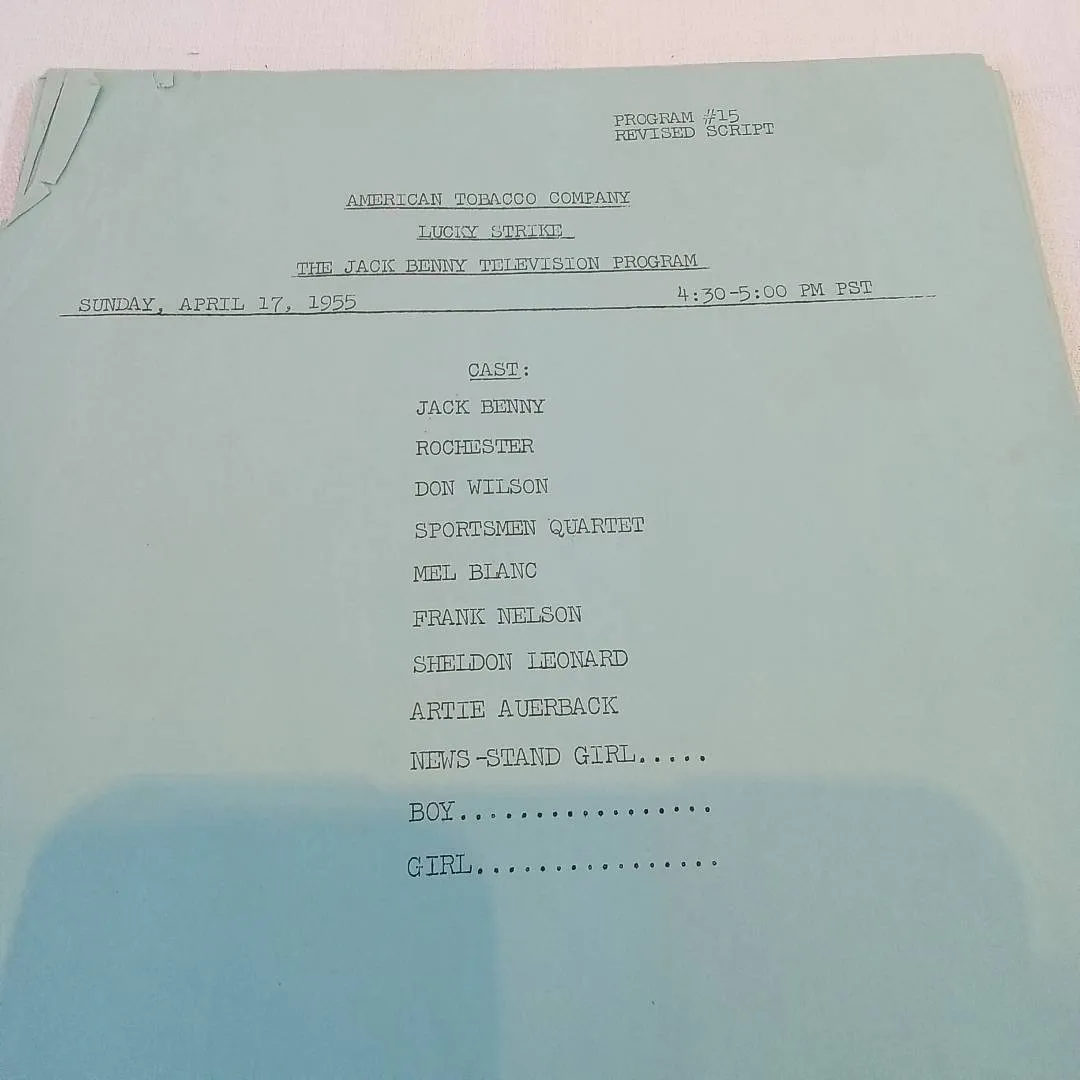 PROGRAM #15
REVISED SCRIPT
AMERICAN TOBACCO COMPANY
LUCKY STRIKE
THE JACK BENNY TELEVISION PROGRAM
SUNDAY, APRIL 17, 1955 4:30-5:00 PM PST
CAST:
JACK BENNY
ROCHESTER
DON WILSON
SPORTSMEN QUARTET
MEL BLANC
FRANK NELSON
SHELDON LEONARD
ARTIE AUERBACK
NEWS-STAND GIRL.....
BOY.................
GIRL................